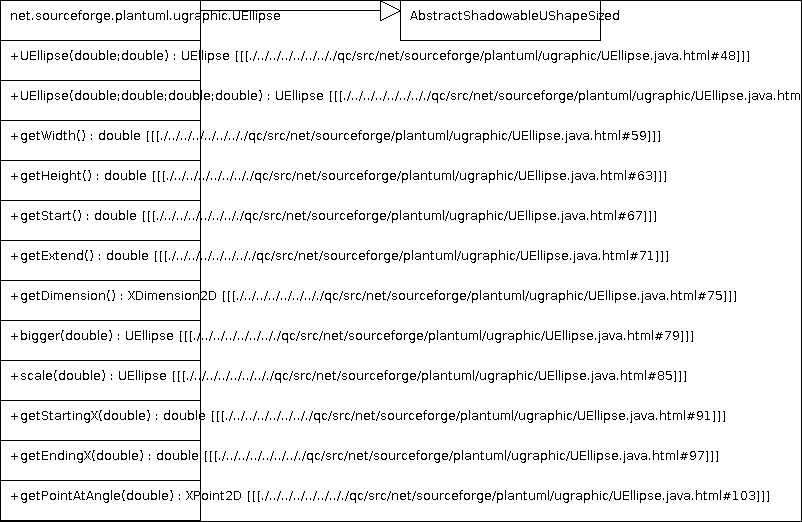 net.sourceforge.plantuml.ugraphic.UEllipse
AbstractShadowableUShapeSized
+UEllipse(double;double) : UEllipse [[[./../../../../../../../qc/src/net/sourceforge/plantuml/ugraphic/UEllipse.java.html#48]]]
+UEllipse(double;double;double;double) : UEllipse [[[./../../../../../../../qc/src/net/sourceforge/plantuml/ugraphic/UEllipse.java.htm
+getWidth() : double [[[./../../../../../../../qc/src/net/sourceforge/plantuml/ugraphic/UEllipse.java.html#59]]]
+getHeight() : double [[[./../../../../../../../qc/src/net/sourceforge/plantuml/ugraphic/UEllipse.java.html#63]]]
+getStart() : double [[[./../../../../../../../qc/src/net/sourceforge/plantuml/ugraphic/UEllipse.java.html#67]]]
+getExtend() : double [[[./../../../../../../../qc/src/net/sourceforge/plantuml/ugraphic/UEllipse.java.html#71]]]
+getDimension() : XDimension2D [[[./../../../../../../../qc/src/net/sourceforge/plantuml/ugraphic/UEllipse.java.html#75]]]
+bigger(double) : UEllipse [[[./../../../../../../../qc/src/net/sourceforge/plantuml/ugraphic/UEllipse.java.html#79]]]
+scale(double) : UEllipse [[[./../../../../../../../qc/src/net/sourceforge/plantuml/ugraphic/UEllipse.java.html#85]]]
+getStartingX(double) : double [[[./../../../../../../../qc/src/net/sourceforge/plantuml/ugraphic/UEllipse.java.html#91]]]
+getEndingX(double) : double [[[./../../../../../../../qc/src/net/sourceforge/plantuml/ugraphic/UEllipse.java.html#97]]]
+getPointAtAngle(double) : XPoint2D [[[./../../../../../../../qc/src/net/sourceforge/plantuml/ugraphic/UEllipse.java.html#103]]]